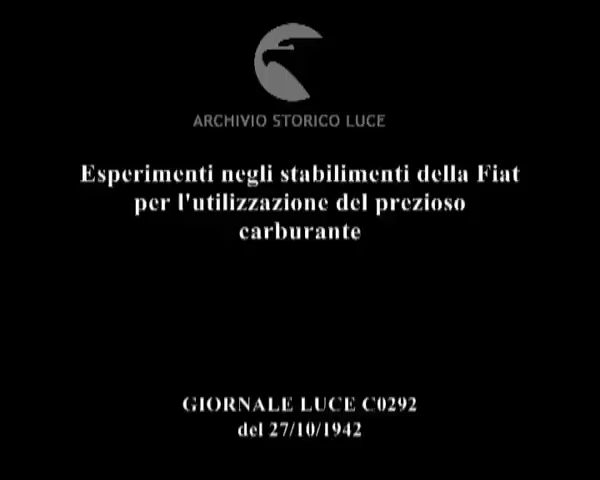 ARCHIVIO STORICO LUCE
Esperimenti negli stabilimenti della Fiat
per l'utilizzazione del prezioso
carburante
GIORNALE LUCE C0292
del 27/10/1942